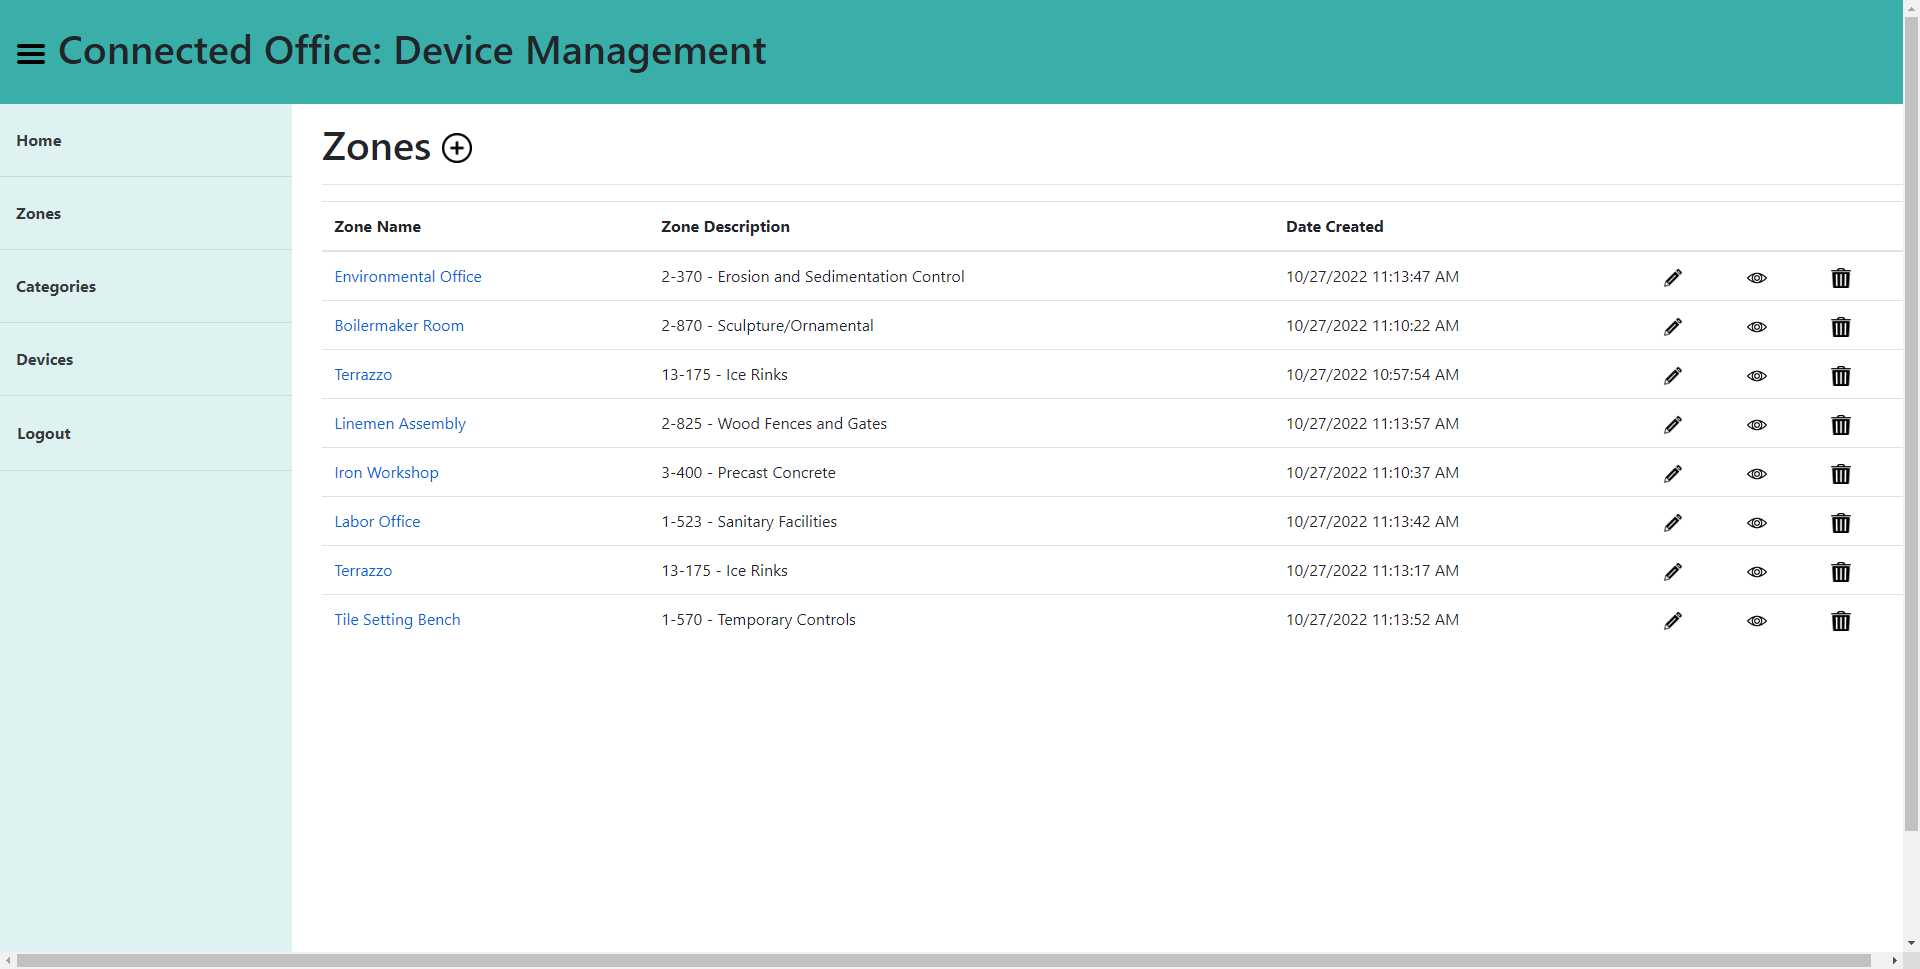 Connected Office: Device Management
Home
Zones
Categories
Devices
Logout
Zones
Zone Name Zone Description Date Created
Environmental Office 2-370 - Erosion and Sedimentation Control 10/27/2022 11:13:47 AM
Boilermaker Room 2-870 - Sculpture/Ornamental 10/27/2022 11:10:22 AM
Terrazzo 13-175 - Ice Rinks 10/27/2022 10:57:54 AM
Linemen Assembly 2-825 - Wood Fences and Gates 10/27/2022 11:13:57 AM
Iron Workshop 3-400 - Precast Concrete 10/27/2022 11:10:37 AM
Labor Office 1-523 - Sanitary Facilities 10/27/2022 11:13:42 AM
Terrazzo 13-175 - Ice Rinks 10/27/2022 11:13:17 AM
Tile Setting Bench 1-570 - Temporary Controls 10/27/2022 11:13:52 AM